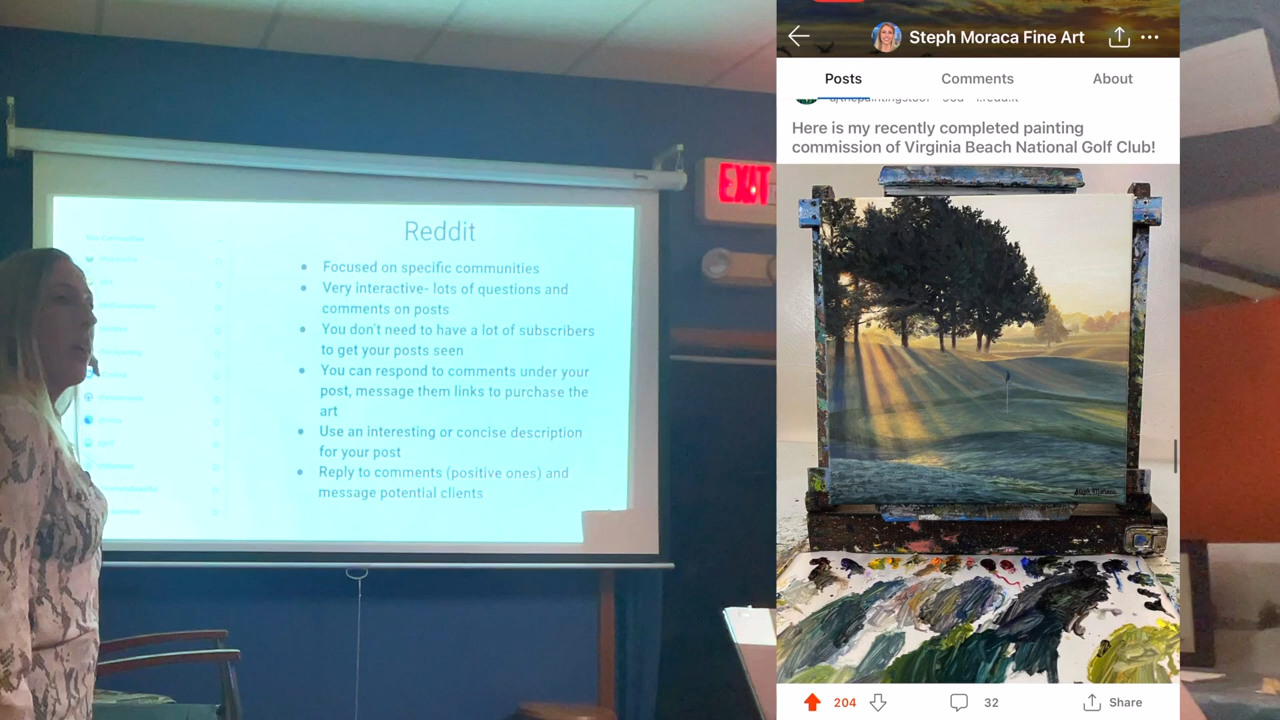 Reddit
Focused on specific communities
Very interactive- lots of questions and
comments on posts
You don't need to have a lot of subscribers
to get your posts seen
You can respond to comments under your
post, message them links to purchase the
art
Use an interesting or concise description
for your post
Reply to comments (positive ones) and
message potential clients
EXIT
Steph Moraca Fine Art
Posts Comments About
Here is my recently completed painting
commission of Virginia Beach National Golf Club!
Steph Moraca
204 32 Share